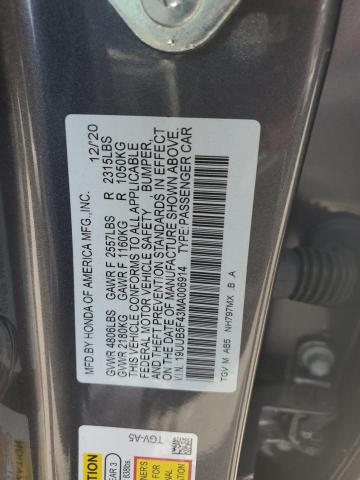 MFD.BY HONDA OF AMERICA MFG.,INC. 12/20
GVWR 4806LBS GAWR F 2557LBS R 2315LBS
GVWR 2180KG GAWR F 1160KG R 1050KG
THIS VEHICLE CONFORMS TO ALL APPLICABLE
FEDERAL MOTOR VEHICLE SAFETY, BUMPER,
AND THEFT PREVENTION STANDARDS IN EFFECT
ON THE DATE OF MANUFACTURE SHOWN ABOVE.
V.I.N. 19UUB5F43MA006914 TYPE:PASSENGER CAR
TGV M AB5 NH797MX B A
TGV-A5